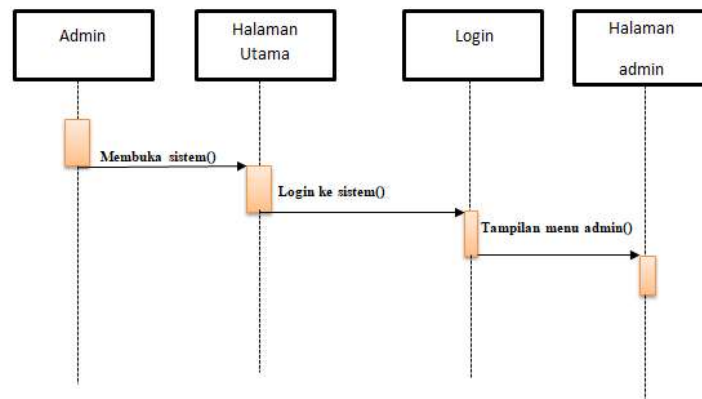 Admin
Halaman
Utama
Login
Halaman
admin
Membuka sistem()
Login ke sistem()
Tampilan menu admin()